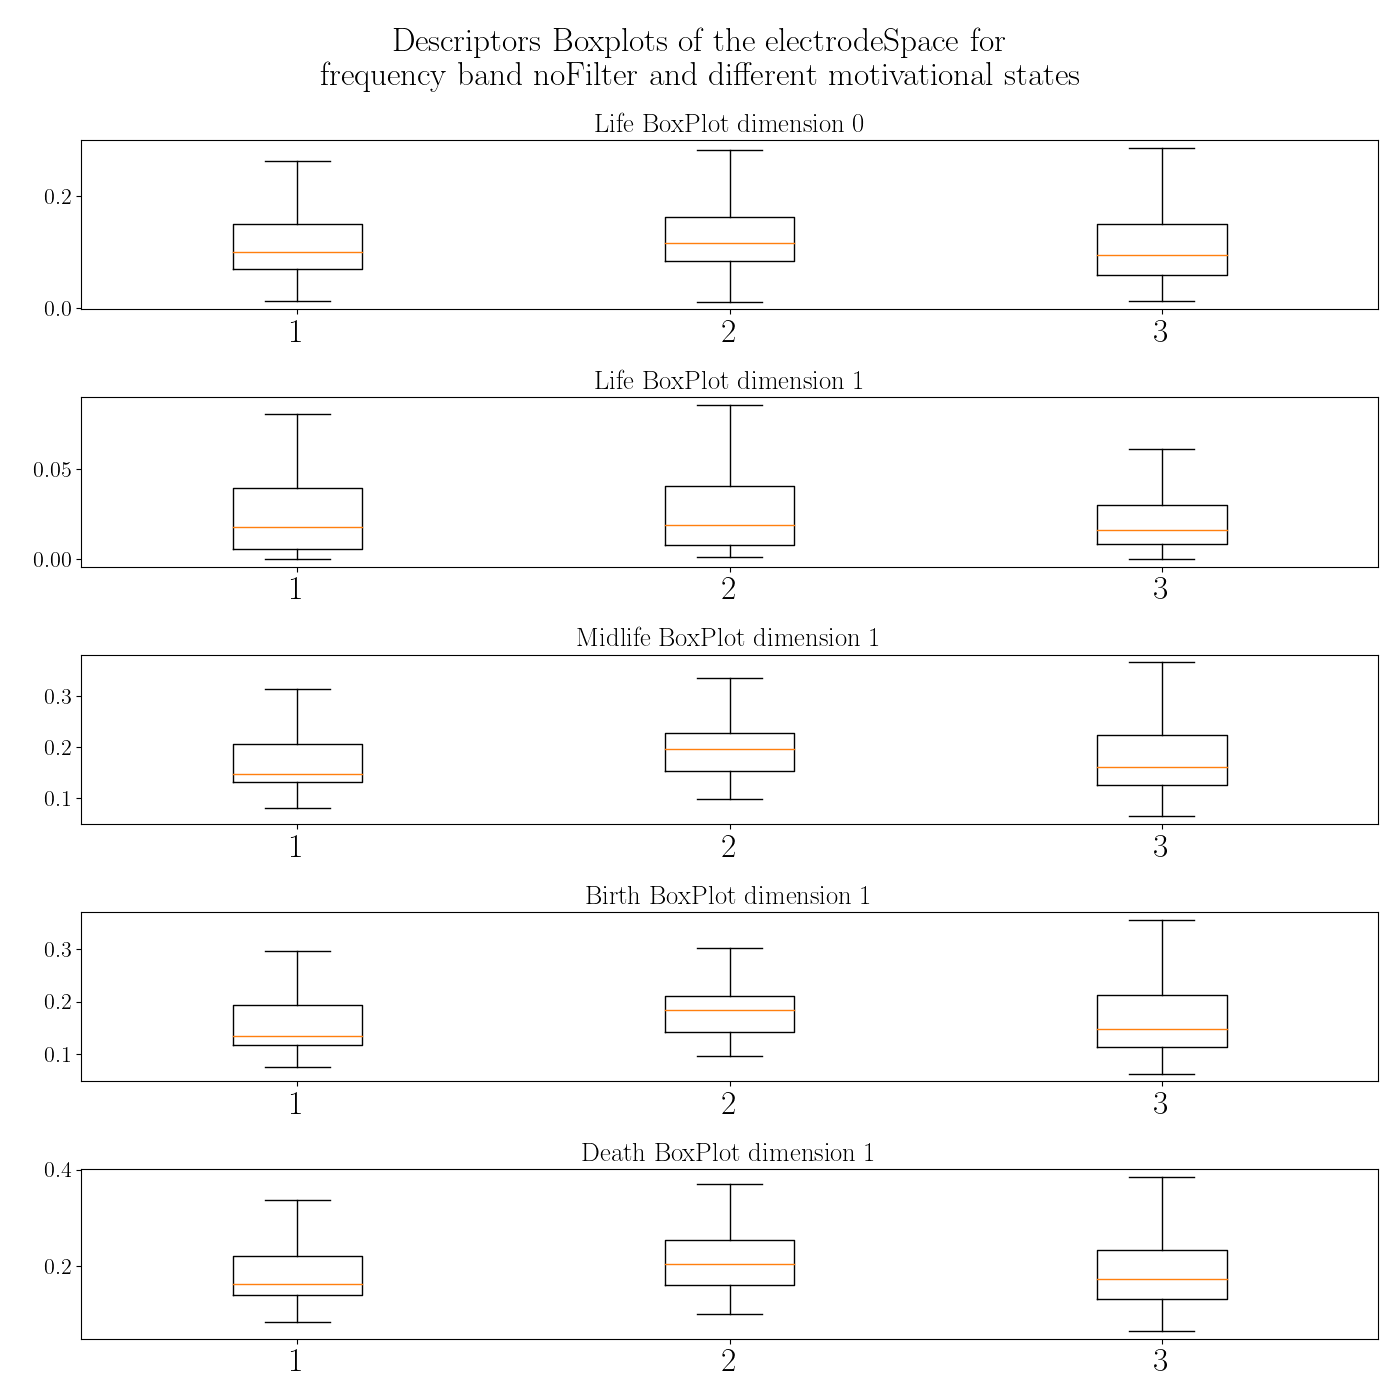 Descriptors Boxplots of the electrodeSpace for
frequency band noFilter and different motivational states
Life BoxPlot dimension 0
0.2
0.0
1 2 3
Life BoxPlot dimension 1
0.05
0.00
1 2 3
Midlife BoxPlot dimension 1
0.3
0.2
0.1
1 2 3
Birth BoxPlot dimension 1
0.3
0.2
0.1
1 2 3
Death BoxPlot dimension 1
0.4
0.2
1 2 3